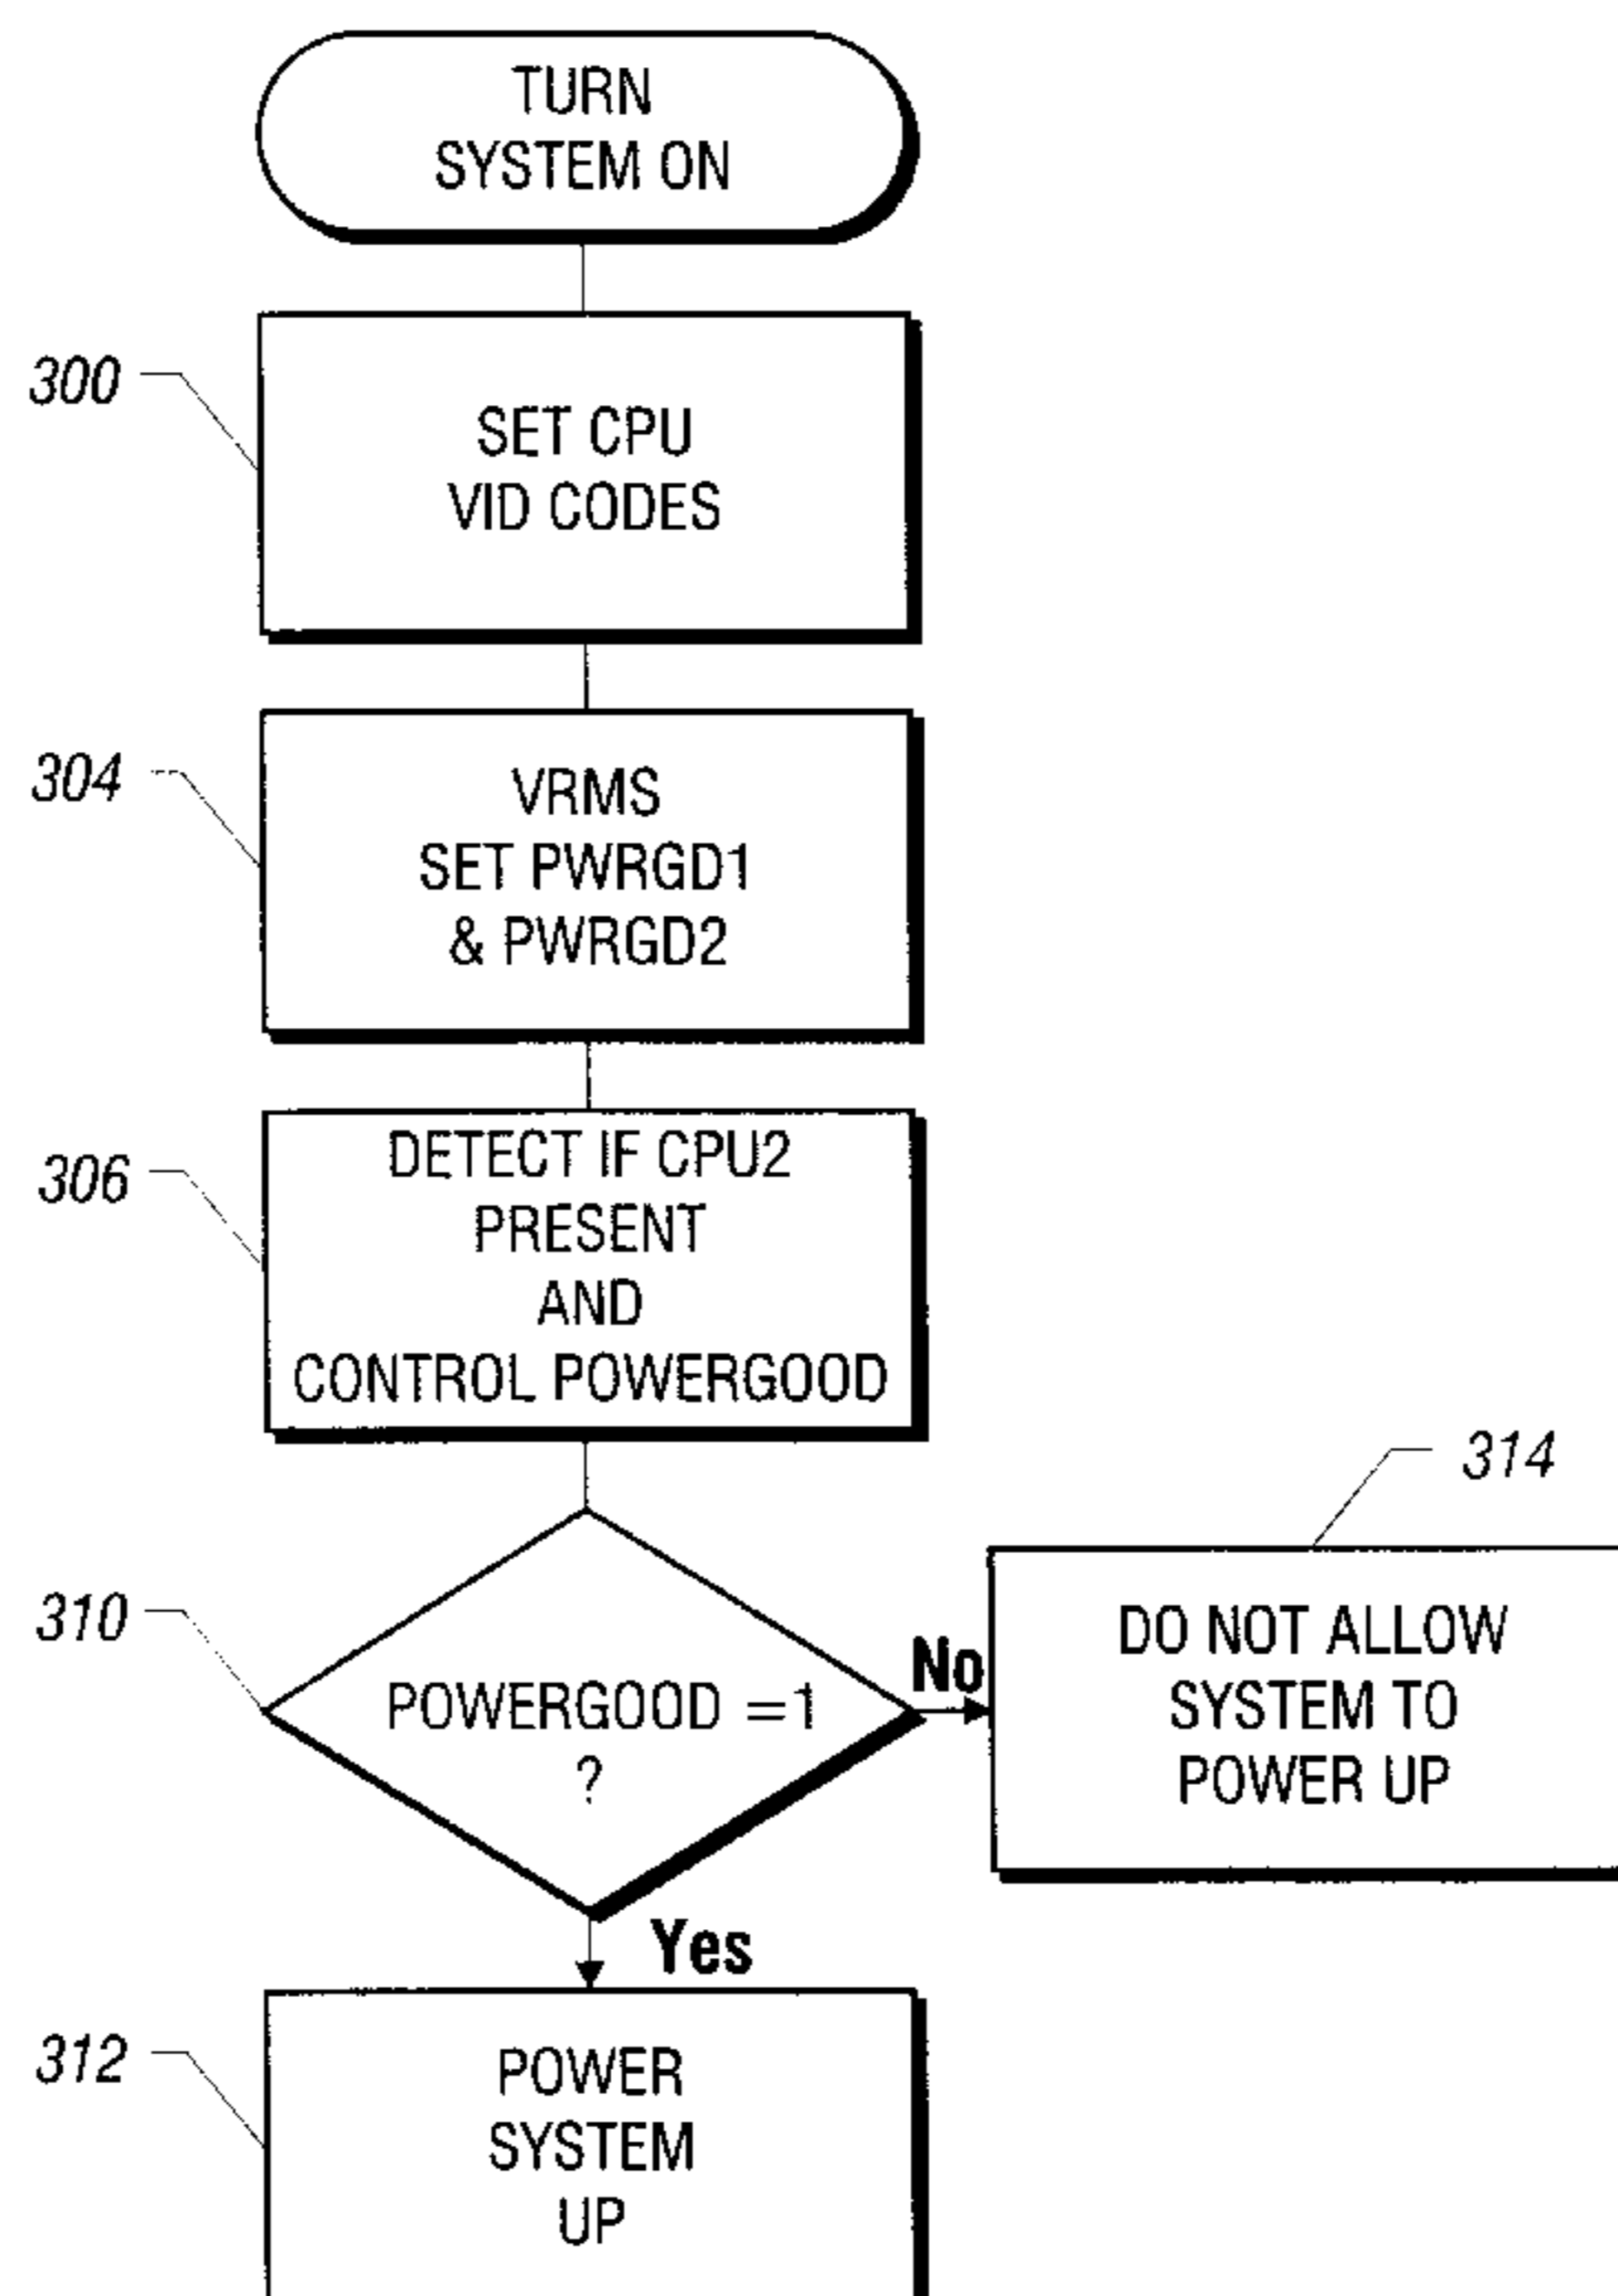 TURN
SYSTEM ON
300
SET CPU
VID CODES
304
VRMS
SET PWRGD1
& PWRGD2
306
DETECT IF CPU2
PRESENT
AND
CONTROL POWERGOOD
314
310
POWERGOOD =1
?
No
DO NOT ALLOW
SYSTEM TO
POWER UP
Yes
312
POWER
SYSTEM
UP